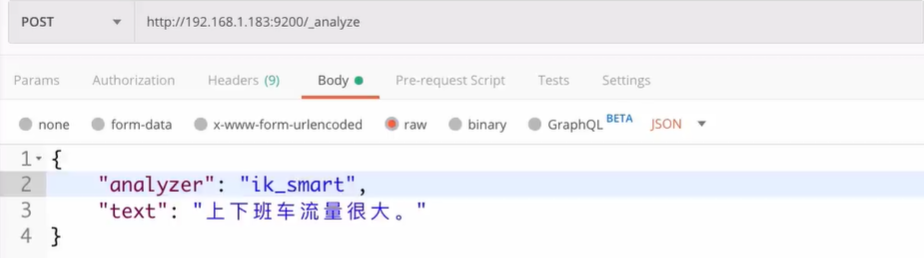 POST http://192.168.1.183:9200/_analyze
Params Authorization Headers (9) Body Pre-request Script Tests Settings
none form-data x-www-form-urlencoded raw binary GraphQL BETA JSON
1 {
2 "analyzer": "ik_smart",
3 "text": "上下班车流量很大。"
4 }